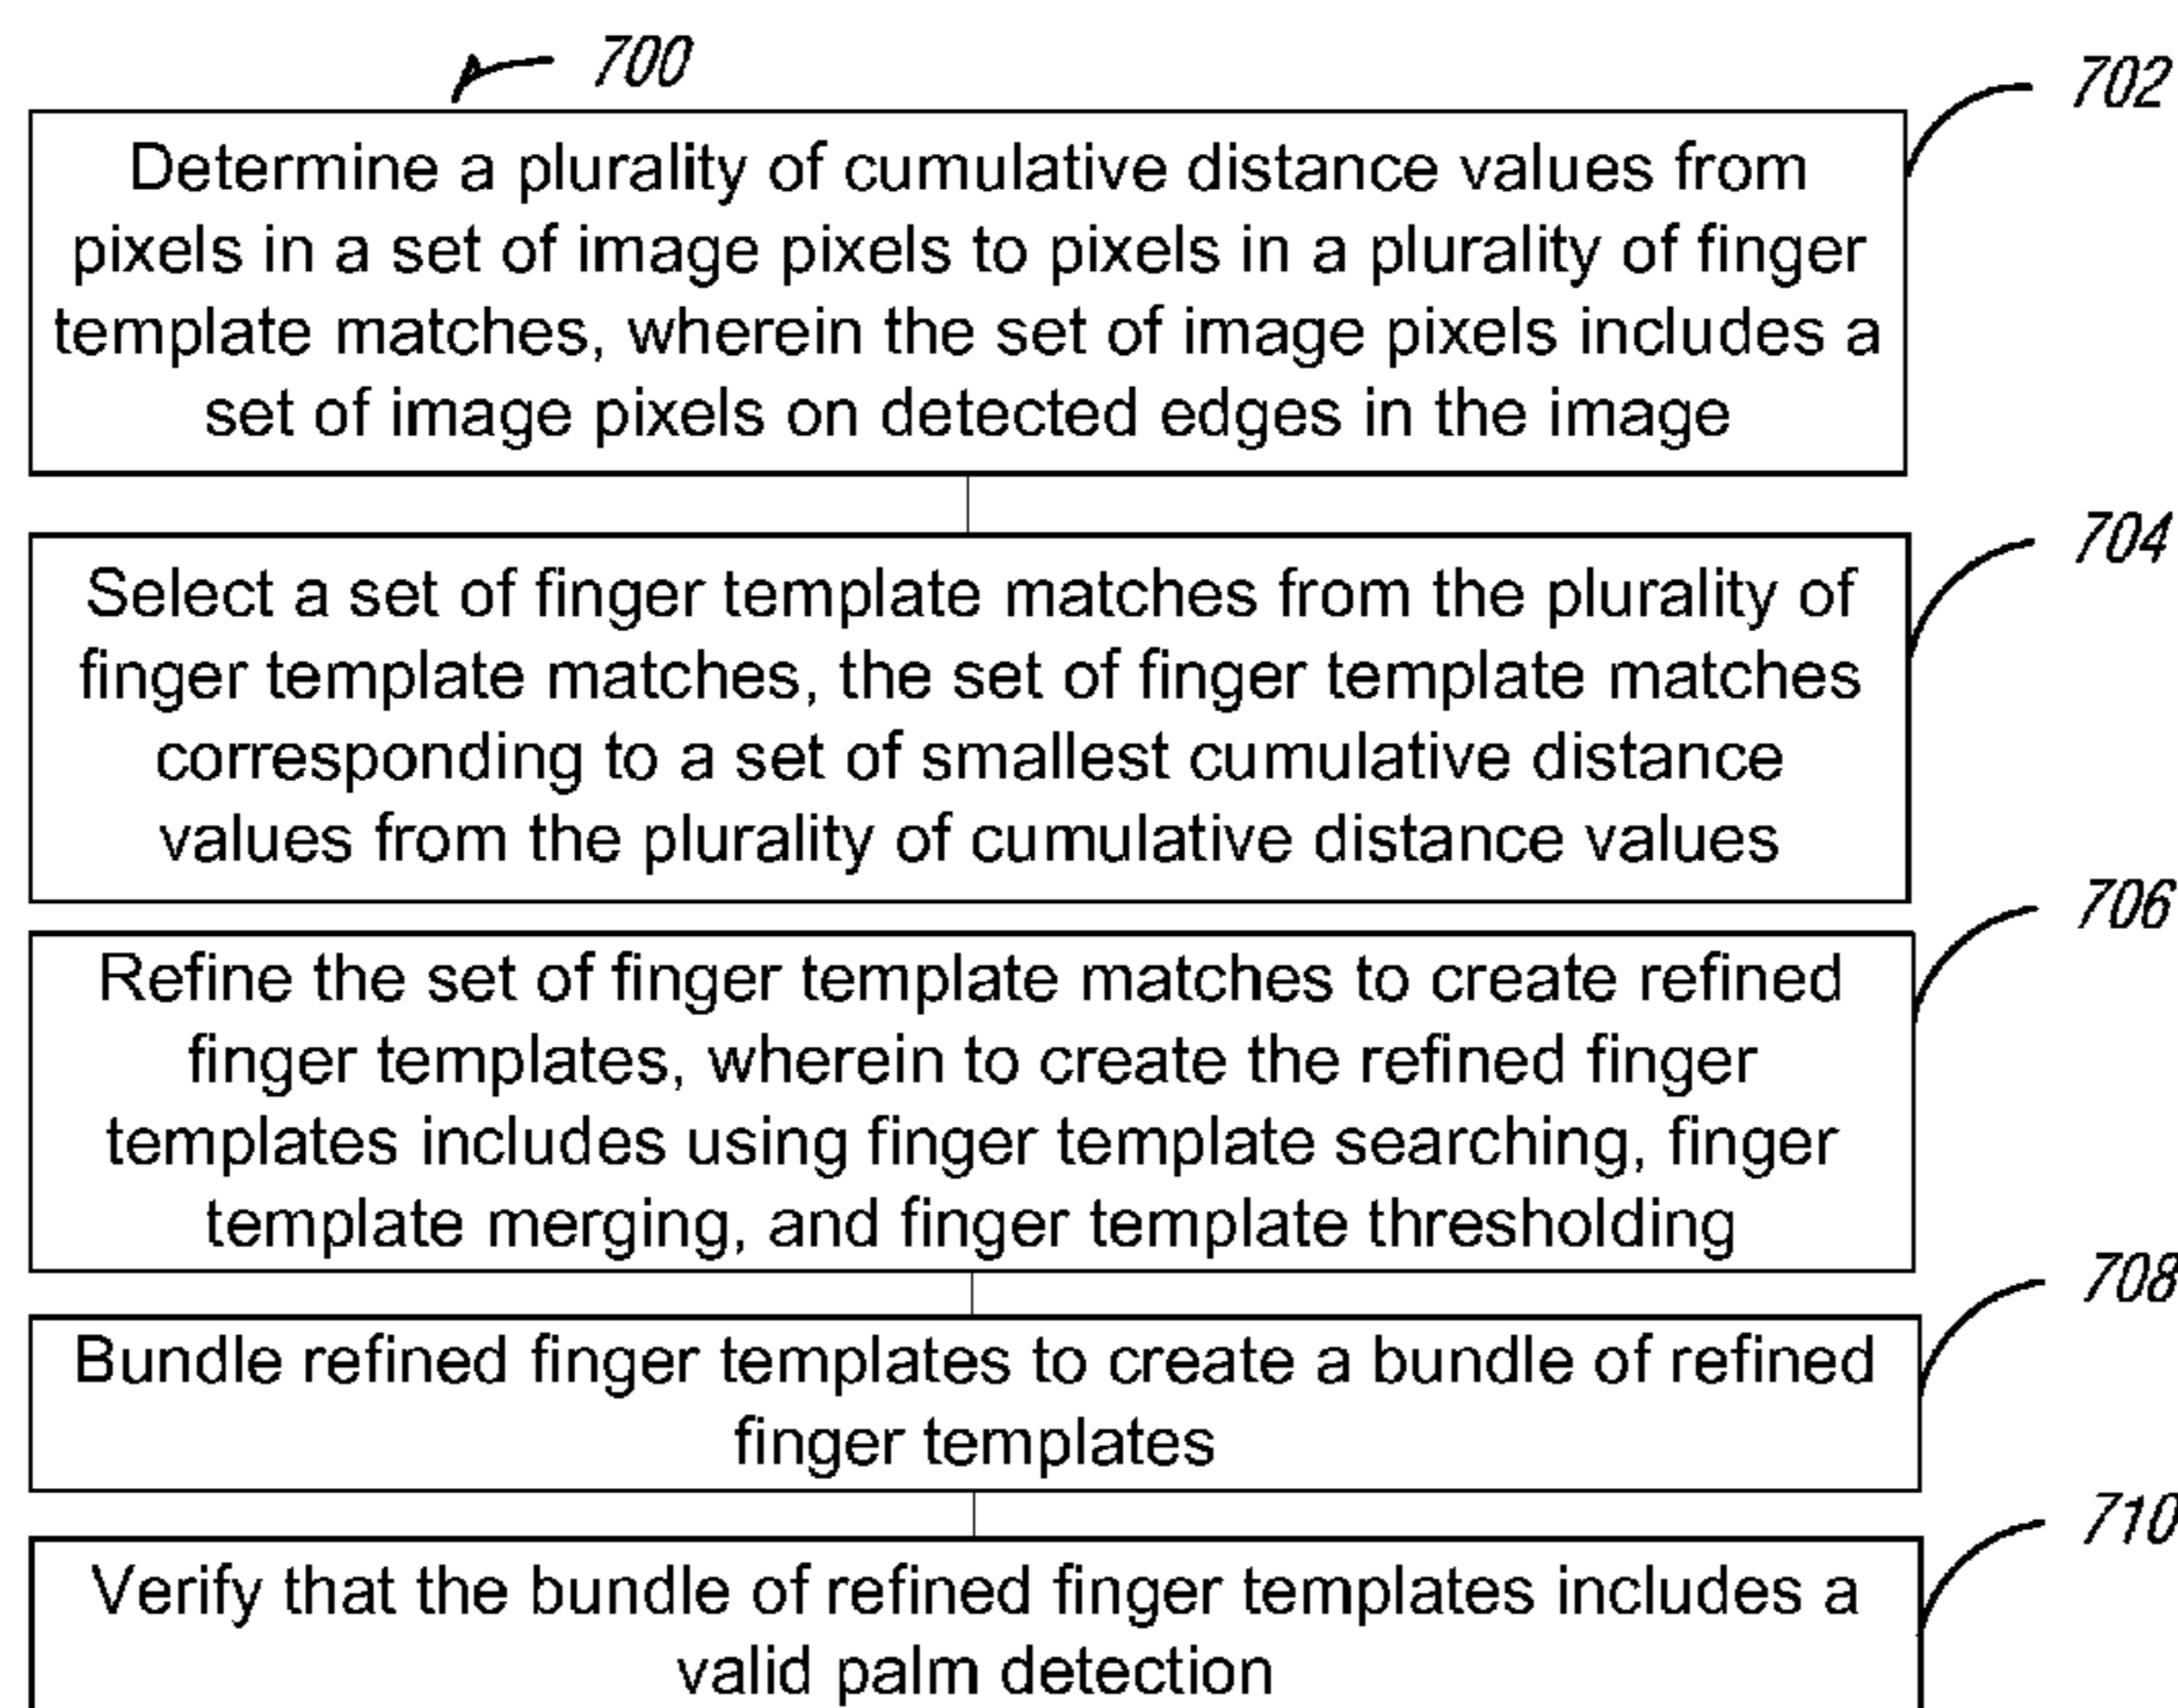 700
702
Determine a plurality of cumulative distance values from
pixels in a set of image pixels to pixels in a plurality of finger
template matches, wherein the set of image pixels includes a
set of image pixels on detected edges in the image
704
Select a set of finger template matches from the plurality of
finger template matches, the set of finger template matches
corresponding to a set of smallest cumulative distance
values from the plurality of cumulative distance values
706
Refine the set of finger template matches to create refined
finger templates, wherein to create the refined finger
templates includes using finger template searching, finger
template merging, and finger template thresholding
708
Bundle refined finger templates to create a bundle of refined
finger templates
710
Verify that the bundle of refined finger templates includes a
valid palm detection